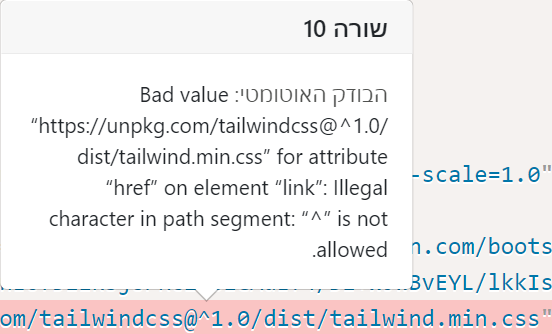 שורה 10
הבודק האוטומטי: Bad value
“https://unpkg.com/tailwindcss@^1.0/
dist/tailwind.min.css” for attribute
“href” on element “link”: Illegal
character in path segment: “^” is not
allowed.
-scale=1.0"
n.com/boots
BvEYL/lkkIs
om/tailwindcss@^1.0/dist/tailwind.min.css"